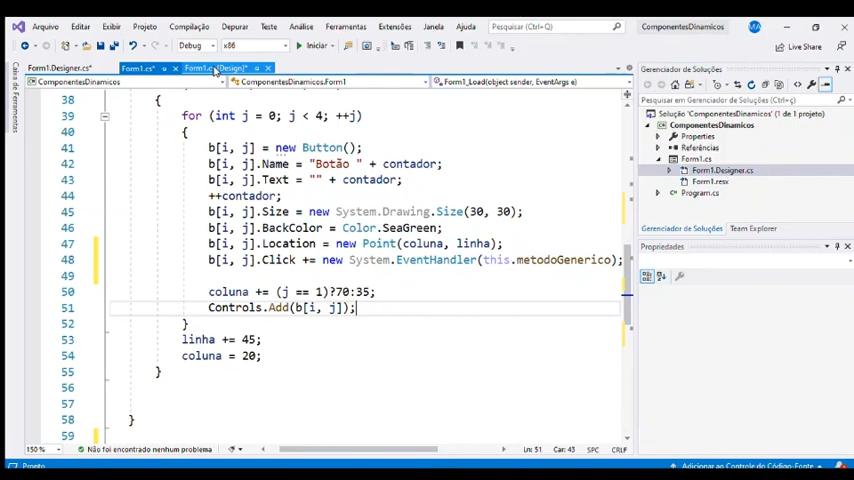 Arquivo Editar Exibir Projeto Compilação Depurar Teste Análise Ferramentas Extensões Janela Ajuda Pesquisar (Ctrl+Q) ComponentesDinamicos MA
Debug x86 Iniciar Live Share
Form1.Designer.cs* Form1.cs* Form1.cs [Design]*
ComponentesDinamicos ComponentesDinamicos.Form1 Form1_Load(object sender, EventArgs e)
Caixa de Ferramentas
38 {
39 for (int j = 0; j < 4; ++j)
40 {
41 b[i, j] = new Button();
42 b[i, j].Name = "Botão " + contador;
43 b[i, j].Text = "" + contador;
44 ++contador;
45 b[i, j].Size = new System.Drawing.Size(30, 30);
46 b[i, j].BackColor = Color.SeaGreen;
47 b[i, j].Location = new Point(coluna, linha);
48 b[i, j].Click += new System.EventHandler(this.metodoGenerico);
49
50 coluna += (j == 1)?70:35;
51 Controls.Add(b[i, j]);
52 }
53 linha += 45;
54 coluna = 20;
55 }
56
57
58 }
59
150 % Não foi encontrado nenhum problema Ln: 51 Car: 43 SPC CRLF
Gerenciador de Soluções
Pesquisar em Gerenciador de Soluções (Ctrl+ç)
Solução 'ComponentesDinamicos' (1 de 1 projeto)
ComponentesDinamicos
Properties
Referências
Form1.cs
Form1.Designer.cs
Form1.resx
Program.cs
Gerenciador de Soluções Team Explorer
Propriedades
Projeto Adicionar ao Controle do Código-Fonte